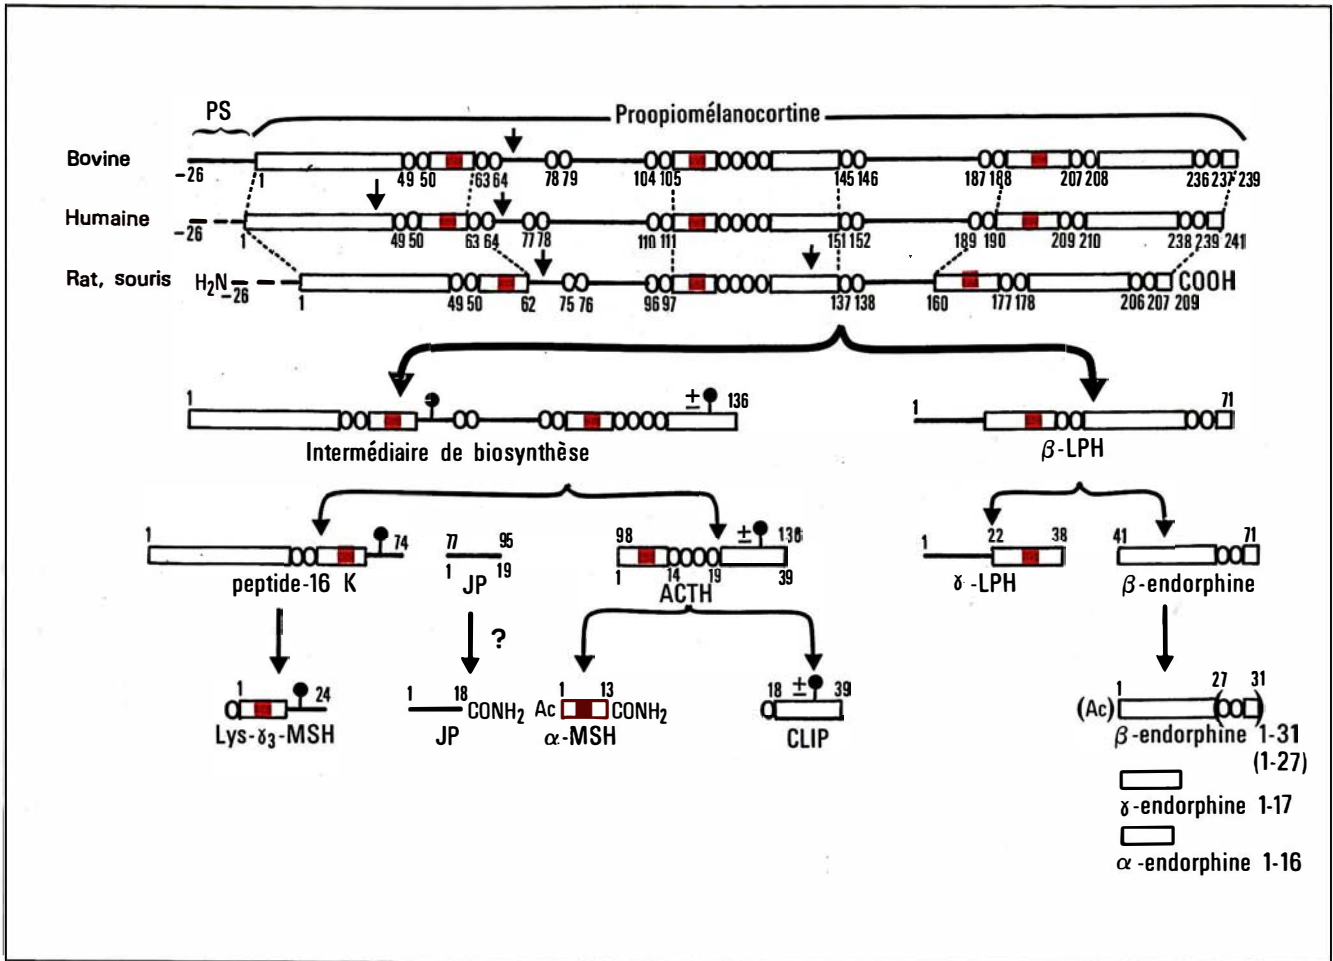 PS
Proopiomélanocortine
Bovine
-26 1 49 50 63 64 78 79 104 105 145 146 187 188 207 208 236 237 239
Humaine
-26 1 49 50 63 64 77 78 110 111 151 152 189 190 209 210 238 239 241
Rat, souris H₂N COOH
-26 1 49 50 62 75 76 96 97 137 138 160 177 178 206 207 209
1 ± 136 1 71
Intermédiaire de biosynthèse β-LPH
1 74 77 95 98 ± 136 1 22 38 41 71
1 19 1 14 19 39
peptide-16 K JP ACTH γ-LPH β-endorphine
?
1 24 1 18 CONH₂ Ac 1 13 CONH₂ 18 ± 39 (Ac) 1 27 31
Lys-γ₃-MSH JP α-MSH CLIP β-endorphine 1-31
(1-27)
γ-endorphine 1-17
α-endorphine 1-16